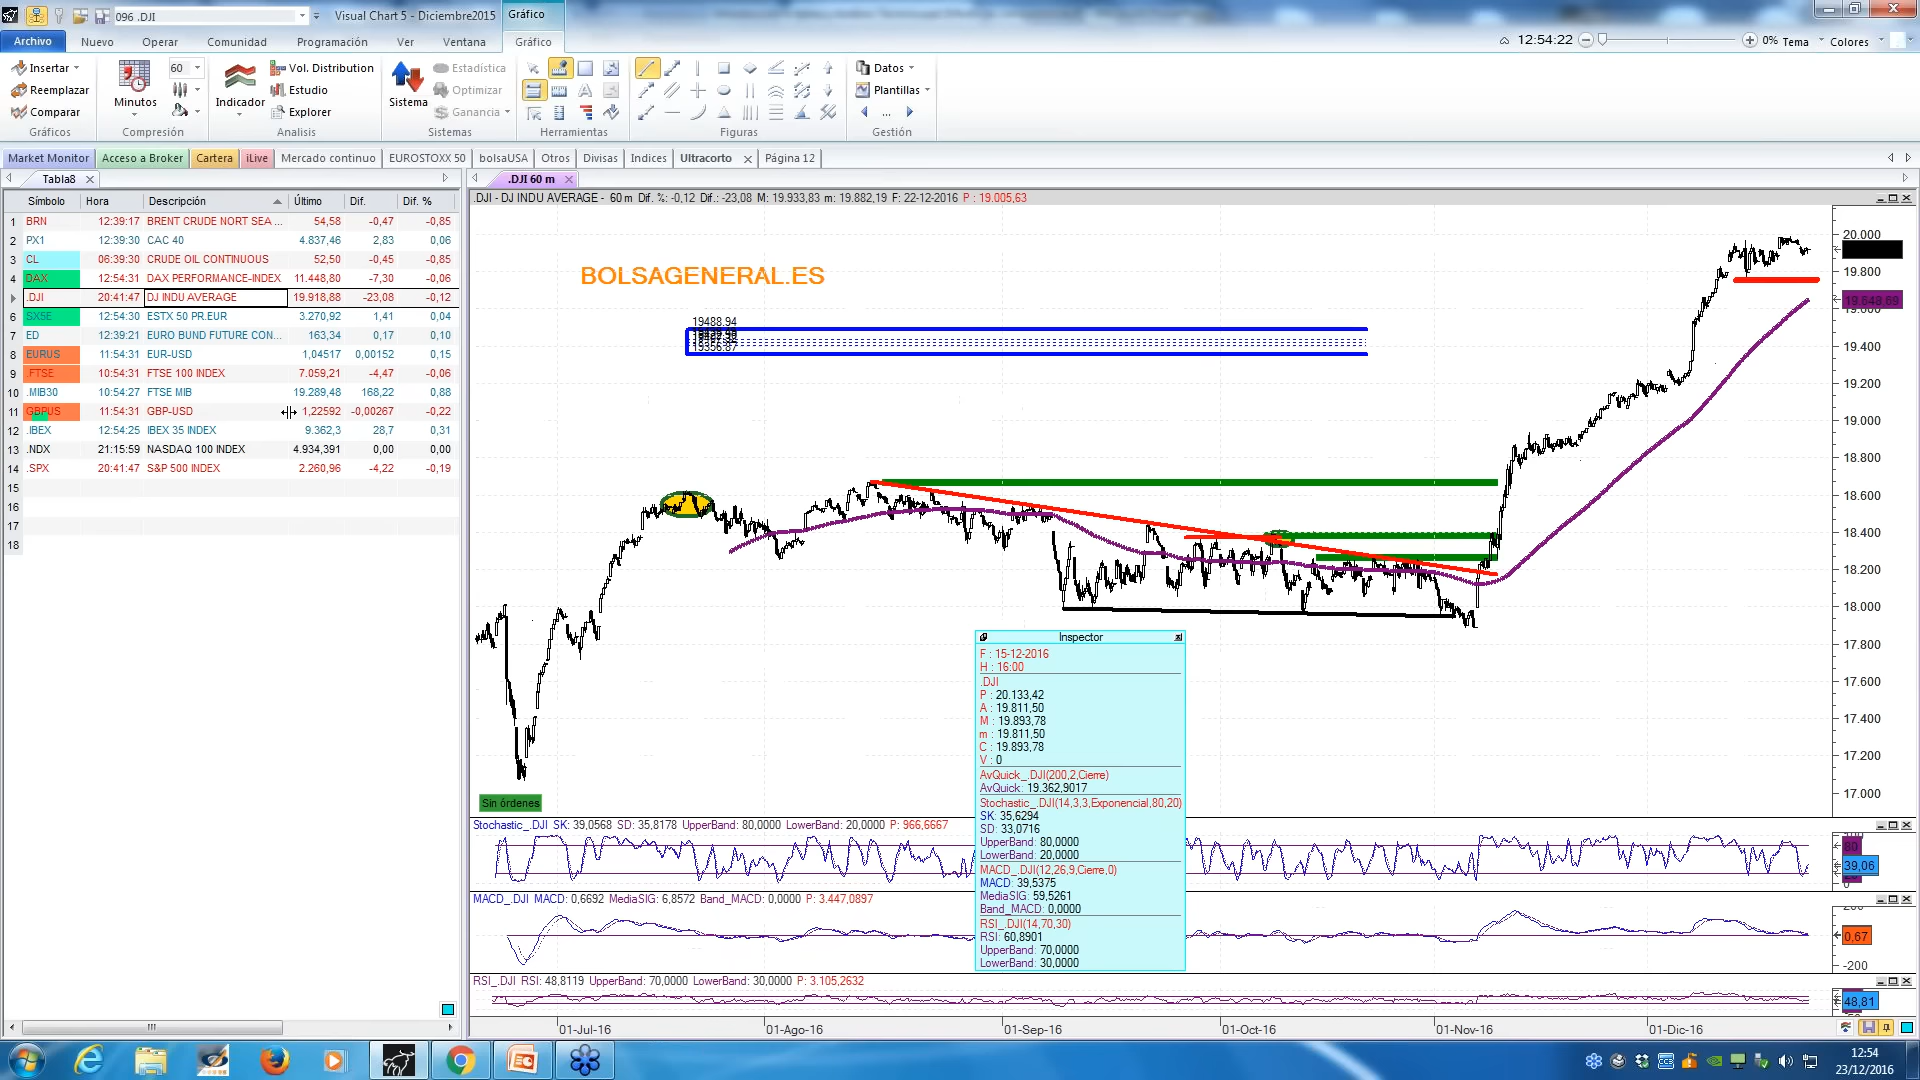 096 .DJI
Visual Chart 5 - Diciembre2015
Gráfico
Archivo Nuevo Operar Comunidad Programación Ver Ventana Gráfico
12:54:22 0% Tema Colores
Insertar Reemplazar Comparar
Gráficos
Minutos 60
Compresión
Indicador Vol. Distribution Estudio Explorer
Analisis
Sistema Estadística Optimizar Ganancia
Sistemas
Herramientas
Figuras
Datos Plantillas ...
Gestión
Market Monitor Acceso a Broker Cartera iLive Mercado continuo EUROSTOXX 50 bolsaUSA Otros Divisas Indices Ultracorto Página 12
Tabla8
Símbolo Hora Descripción Último Dif. Dif. %
1 BRN 12:39:17 BRENT CRUDE NORT SEA ... 54,58 -0,47 -0,85
2 PX1 12:39:30 CAC 40 4.837,46 2,83 0,06
3 CL 06:39:30 CRUDE OIL CONTINUOUS 52,50 -0,45 -0,85
4 DAX 12:54:31 DAX PERFORMANCE-INDEX 11.448,80 -7,30 -0,06
.DJI 20:41:47 DJ INDU AVERAGE 19.918,88 -23,08 -0,12
6 SX5E 12:54:30 ESTX 50 PR.EUR 3.270,92 1,41 0,04
7 ED 12:39:21 EURO BUND FUTURE CON... 163,34 0,17 0,10
8 EURUS 11:54:31 EUR-USD 1,04517 0,00152 0,15
9 .FTSE 10:54:31 FTSE 100 INDEX 7.059,21 -4,47 -0,06
10 .MIB30 10:54:27 FTSE MIB 19.289,48 168,22 0,88
11 GBPUS 11:54:31 GBP-USD 1,22592 -0,00267 -0,22
12 .IBEX 12:54:25 IBEX 35 INDEX 9.362,3 28,7 0,31
13 .NDX 21:15:59 NASDAQ 100 INDEX 4.934,391 0,00 0,00
14 .SPX 20:41:47 S&P 500 INDEX 2.260,96 -4,22 -0,19
15
16
17
18
.DJI 60 m
.DJI - DJ INDU AVERAGE - 60 m Dif. %: -0,12 Dif.: -23,08 M: 19.933,83 m: 19.882,19 F: 22-12-2016 P : 19.005,63
BOLSAGENERAL.ES
19488.94
19356.87
20.000
19.800
19.648,69
19.400
19.200
19.000
18.800
18.600
18.400
18.200
18.000
17.800
17.600
17.400
17.200
17.000
Inspector
F : 15-12-2016
H : 16:00
.DJI
P : 20.133,42
A : 19.811,50
M : 19.893,78
m : 19.811,50
C : 19.893,78
V : 0
AvQuick_.DJI(200,2,Cierre)
AvQuick: 19.362,9017
Stochastic_.DJI(14,3,3,Exponencial,80,20)
SK: 35,6294
SD: 33,0716
UpperBand: 80,0000
LowerBand: 20,0000
MACD_.DJI(12,26,9,Cierre,0)
MACD: 39,5375
MediaSIG: 59,5261
Band_MACD: 0,0000
RSI_.DJI(14,70,30)
RSI: 60,8901
UpperBand: 70,0000
LowerBand: 30,0000
Sin órdenes
Stochastic_.DJI SK: 39,0568 SD: 35,8178 UpperBand: 80,0000 LowerBand: 20,0000 P: 966,6667
80
39,06
0
MACD_.DJI MACD: 0,6692 MediaSIG: 6,8572 Band_MACD: 0,0000 P: 3.447,0897
200
0.67
-200
RSI_.DJI RSI: 48,8119 UpperBand: 70,0000 LowerBand: 30,0000 P: 3.105,2632
48,81
01-Jul-16 01-Ago-16 01-Sep-16 01-Oct-16 01-Nov-16 01-Dic-16
12:54
23/12/2016